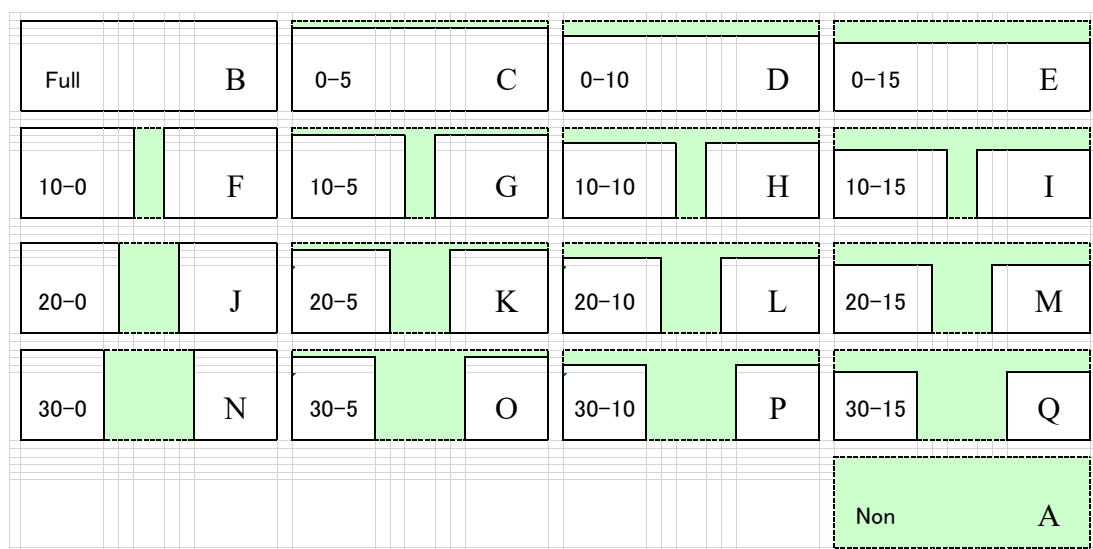 Full B 0-5 C 0-10 D 0-15 E
10-0 F 10-5 G 10-10 H 10-15 I
20-0 J 20-5 K 20-10 L 20-15 M
30-0 N 30-5 O 30-10 P 30-15 Q
Non A